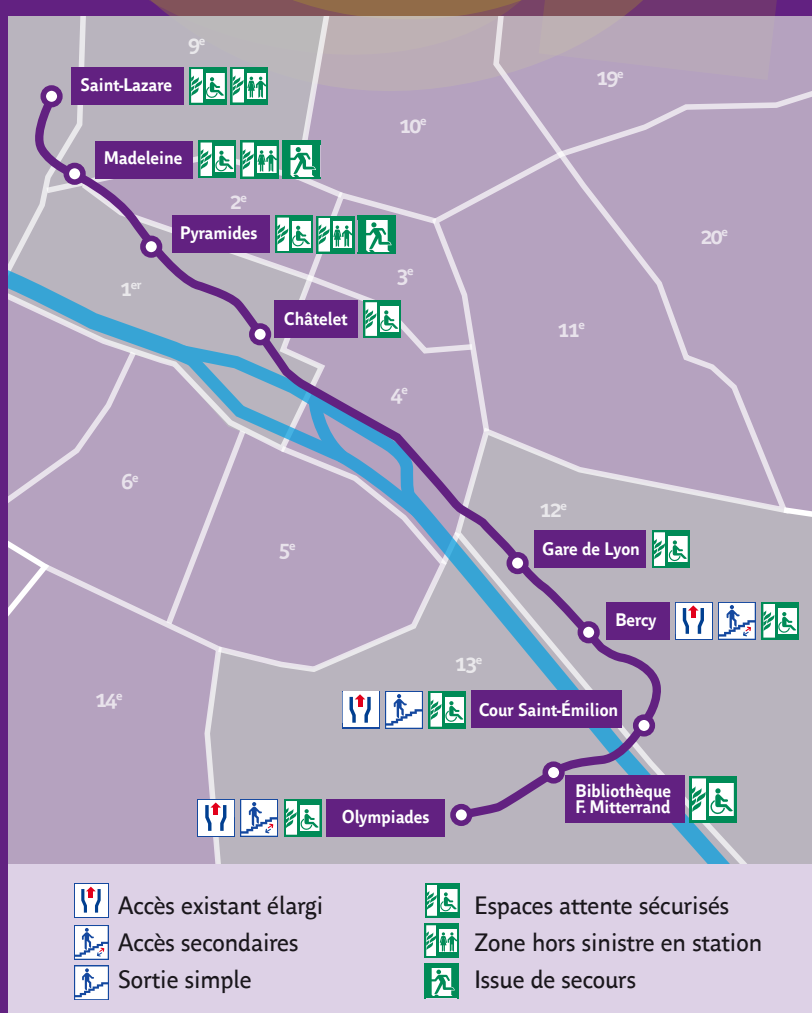 9e
19e
Saint-Lazare
10e
Madeleine
2e
Pyramides
20e
3e
1er
Châtelet
11e
4e
6e
12e
5e
Gare de Lyon
Bercy
13e
14e
Cour Saint-Émilion
Bibliothèque
F. Mitterrand
Olympiades
Accès existant élargi
Accès secondaires
Sortie simple
Espaces attente sécurisés
Zone hors sinistre en station
Issue de secours